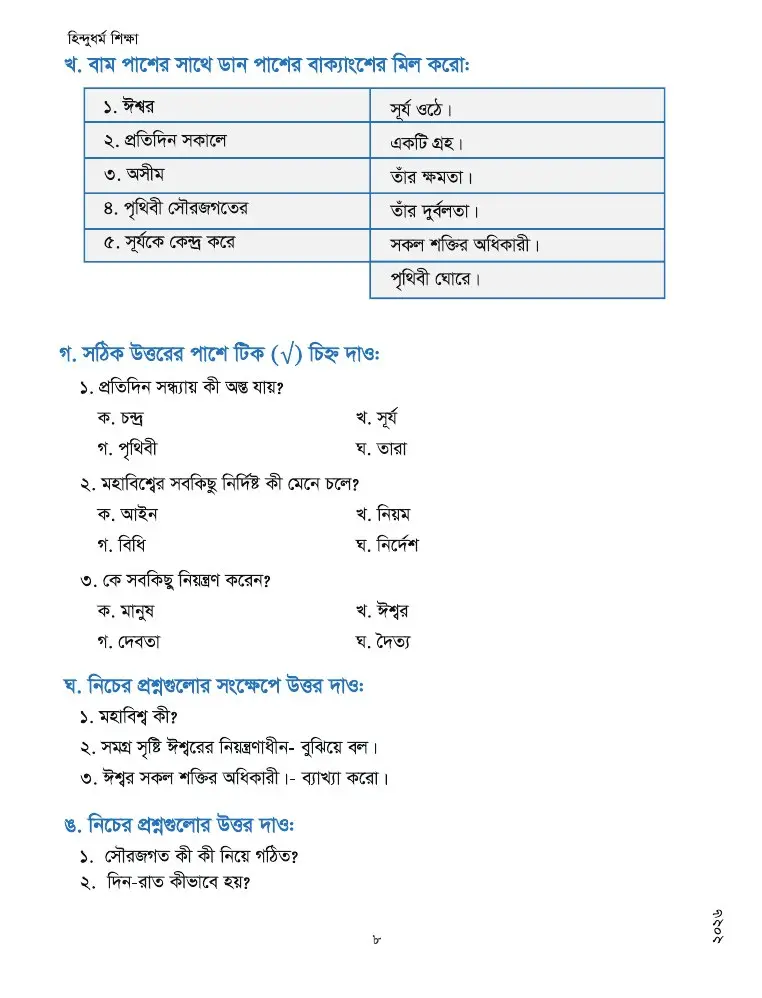 হিন্দুধর্ম শিক্ষা
খ. বাম পাশের সাথে ডান পাশের বাক্যাংশের মিল করো:
১. ঈশ্বর সূর্য ওঠে।
২. প্রতিদিন সকালে একটি গ্রহ।
৩. অসীম তাঁর ক্ষমতা।
৪. পৃথিবী সৌরজগতের তাঁর দুর্বলতা।
৫. সূর্যকে কেন্দ্র করে সকল শক্তির অধিকারী।
পৃথিবী ঘোরে।
গ. সঠিক উত্তরের পাশে টিক (√) চিহ্ন দাও:
১. প্রতিদিন সন্ধ্যায় কী অস্ত যায়?
ক. চন্দ্র খ. সূর্য
গ. পৃথিবী ঘ. তারা
২. মহাবিশ্বের সবকিছু নির্দিষ্ট কী মেনে চলে?
ক. আইন খ. নিয়ম
গ. বিধি ঘ. নির্দেশ
৩. কে সবকিছু নিয়ন্ত্রণ করেন?
ক. মানুষ খ. ঈশ্বর
গ. দেবতা ঘ. দৈত্য
ঘ. নিচের প্রশ্নগুলোর সংক্ষেপে উত্তর দাও:
১. মহাবিশ্ব কী?
২. সমগ্র সৃষ্টি ঈশ্বরের নিয়ন্ত্রণাধীন- বুঝিয়ে বল।
৩. ঈশ্বর সকল শক্তির অধিকারী।- ব্যাখ্যা করো।
ঙ. নিচের প্রশ্নগুলোর উত্তর দাও:
১. সৌরজগত কী কী নিয়ে গঠিত?
২. দিন-রাত কীভাবে হয়?
৮
২০২৬